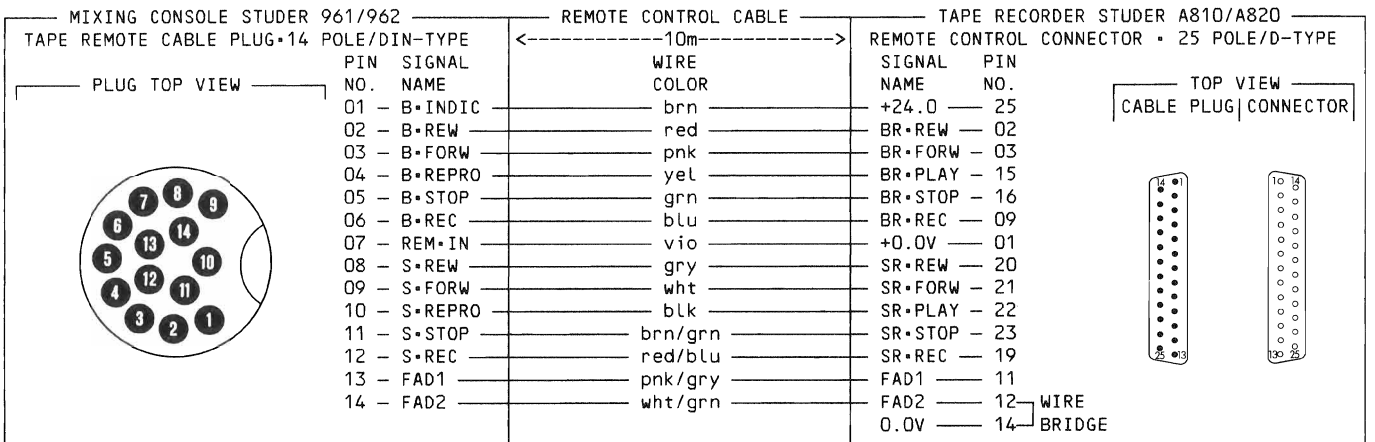 MIXING CONSOLE STUDER 961/962 REMOTE CONTROL CABLE TAPE RECORDER STUDER A810/A820
TAPE REMOTE CABLE PLUG▪14 POLE/DIN-TYPE <------------10m------------> REMOTE CONTROL CONNECTOR ▪ 25 POLE/D-TYPE
PIN SIGNAL WIRE SIGNAL PIN
PLUG TOP VIEW NO. NAME COLOR NAME NO. TOP VIEW
01 – B▪INDIC brn +24.0 25 CABLE PLUG CONNECTOR
02 – B▪REW red BR▪REW 02
03 – B▪FORW pnk BR▪FORW 03
04 – B▪REPRO yel BR▪PLAY 15
05 – B▪STOP grn BR▪STOP 16
06 – B▪REC blu BR▪REC 09
07 – REM▪IN vio +0.0V 01
08 – S▪REW gry SR▪REW 20
09 – S▪FORW wht SR▪FORW 21
10 – S▪REPRO blk SR▪PLAY 22
11 – S▪STOP brn/grn SR▪STOP 23
12 – S▪REC red/blu SR▪REC 19
13 – FAD1 pnk/gry FAD1 11
14 – FAD2 wht/grn FAD2 12 WIRE
0.0V 14 BRIDGE
7 8 9
6 13 14
5 10
4 12 11
3 2 1
14 1
25 13
1 14
13 25